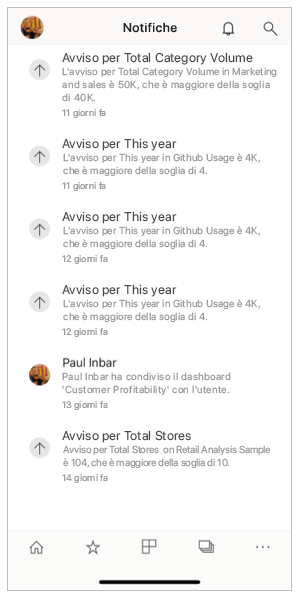 Notifiche
Avviso per Total Category Volume
L'avviso per Total Category Volume in Marketing
and sales è 50K, che è maggiore della soglia
di 40K.
11 giorni fa
Avviso per This year
L'avviso per This year in Github Usage è 4K,
che è maggiore della soglia di 4.
11 giorni fa
Avviso per This year
L'avviso per This year in Github Usage è 4K,
che è maggiore della soglia di 4.
12 giorni fa
Avviso per This year
L'avviso per This year in Github Usage è 4K,
che è maggiore della soglia di 4.
12 giorni fa
Paul Inbar
Paul Inbar ha condiviso il dashboard
'Customer Profitability' con l'utente.
13 giorni fa
Avviso per Total Stores
Avviso per Total Stores on Retail Analysis Sample
è 104, che è maggiore della soglia di 10.
14 giorni fa